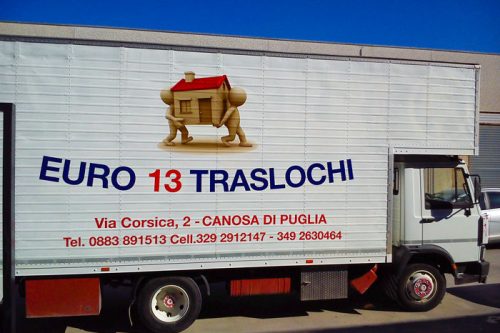 EURO 13 TRASLOCHI
Via Corsica, 2 - CANOSA DI PUGLIA
Tel. 0883 891513 Cell.329 2912147 - 349 2630464